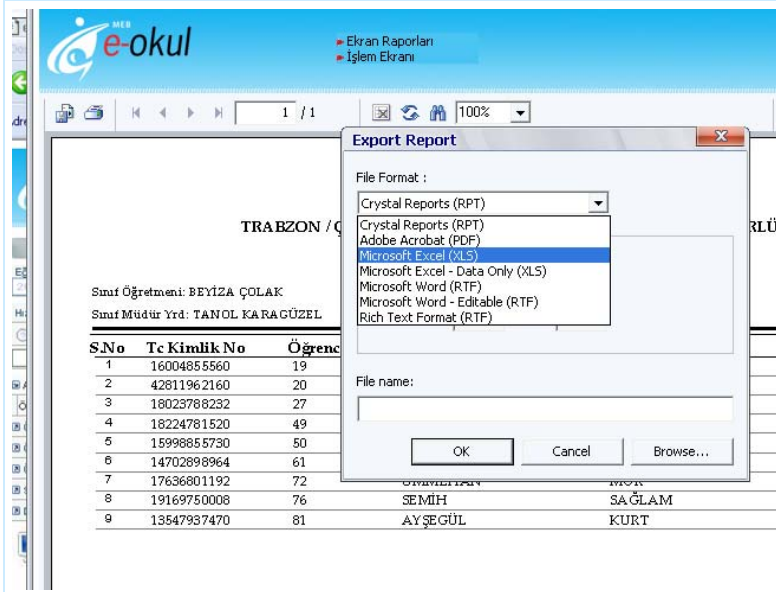 MEB
e-okul
Ekran Raporları
İşlem Ekranı
1 / 1
100%
Export Report
File Format :
Crystal Reports (RPT)
Crystal Reports (RPT)
Adobe Acrobat (PDF)
Microsoft Excel (XLS)
Microsoft Excel - Data Only (XLS)
Microsoft Word (RTF)
Microsoft Word - Editable (RTF)
Rich Text Format (RTF)
File name:
OK Cancel Browse...
TRABZON / Ç
Sınıf Öğretmeni: BEYİZA ÇOLAK
Sınıf Müdür Yrd: TANOL KARAGÜZEL
S.No Tc Kimlik No Öğrenc
1 16004855560 19
2 42811962160 20
3 18023788232 27
4 18224781520 49
5 15998855730 50
6 14702898964 61
7 17636801192 72
8 19169750008 76 SEMİH SAĞLAM
9 13547937470 81 AYŞEGÜL KURT